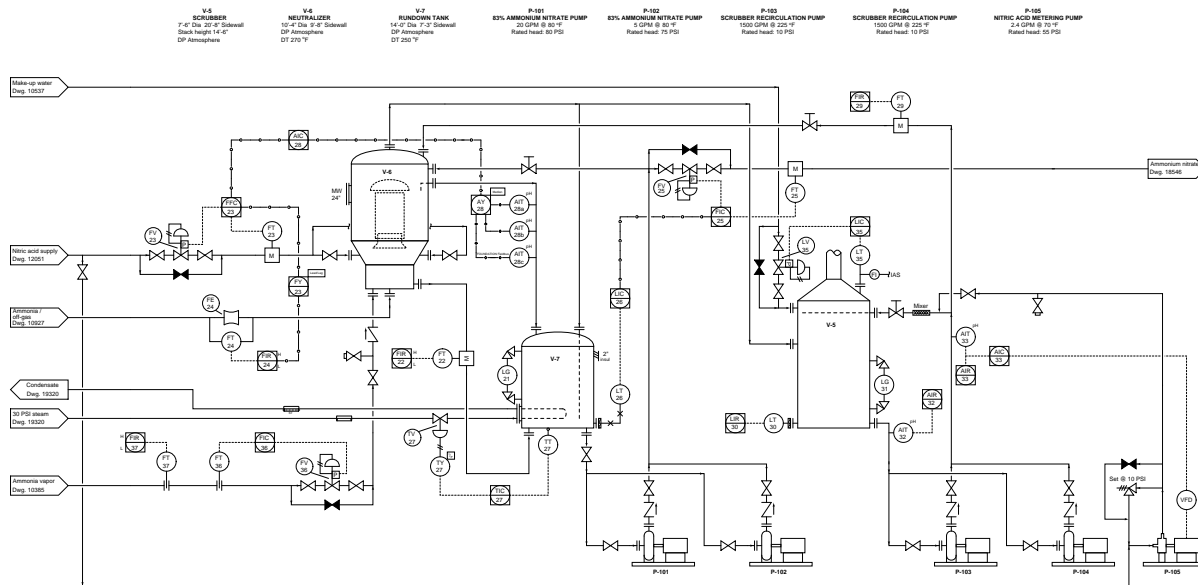 V-5
SCRUBBER
7'-6" Dia 20'-8" Sidewall
Stack height 14'-6"
DP Atmosphere
V-6
NEUTRALIZER
10'-4" Dia 9'-8" Sidewall
DP Atmosphere
DT 270 °F
V-7
RUNDOWN TANK
14'-0" Dia 7'-3" Sidewall
DP Atmosphere
DT 250 °F
P-101
83% AMMONIUM NITRATE PUMP
20 GPM @ 80 °F
Rated head: 80 PSI
P-102
83% AMMONIUM NITRATE PUMP
5 GPM @ 80 °F
Rated head: 75 PSI
P-103
SCRUBBER RECIRCULATION PUMP
1500 GPM @ 225 °F
Rated head: 10 PSI
P-104
SCRUBBER RECIRCULATION PUMP
1500 GPM @ 225 °F
Rated head: 10 PSI
P-105
NITRIC ACID METERING PUMP
2.4 GPM @ 70 °F
Rated head: 55 PSI
Make-up water
Dwg. 10537
FIR
29
FT
29
M
AIC
28
V-6
MW
24"
AY
28
AIT
28a
pH
AIT
28b
pH
AIT
28c
pH
FV
25
P
FIC
25
M
FT
25
Ammonium nitrate
Dwg. 18546
FFC
23
FV
23
P
FT
23
M
Nitric acid supply
Dwg. 12051
FY
23
LIC
35
LV
35
P
LT
35
FI
IAS
LIC
26
Ammonia /
off-gas
Dwg. 10927
FE
24
FT
24
FIR
24
H
L
FIR
22
H
L
FT
22
M
V-7
2"
LG
21
LT
26
V-5
Mixer
AIT
33
pH
AIC
33
AIR
33
LG
31
AIR
32
AIT
32
pH
LIR
30
LT
30
Condensate
Dwg. 19320
30 PSI steam
Dwg. 19320
TV
27
TY
27
TT
27
TIC
27
H
L
FIR
37
FT
37
FT
36
FIC
36
FV
36
P
Ammonia vapor
Dwg. 10385
Set @ 10 PSI
VFD
P-101
P-102
P-103
P-104
P-105